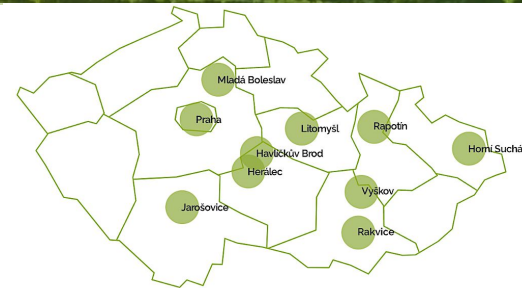 Mladá Boleslav
Praha
Litomyšl
Rapotín
Horní Suchá
Havlíčkův Brod
Herálec
Vyškov
Jarošovice
Rakvice